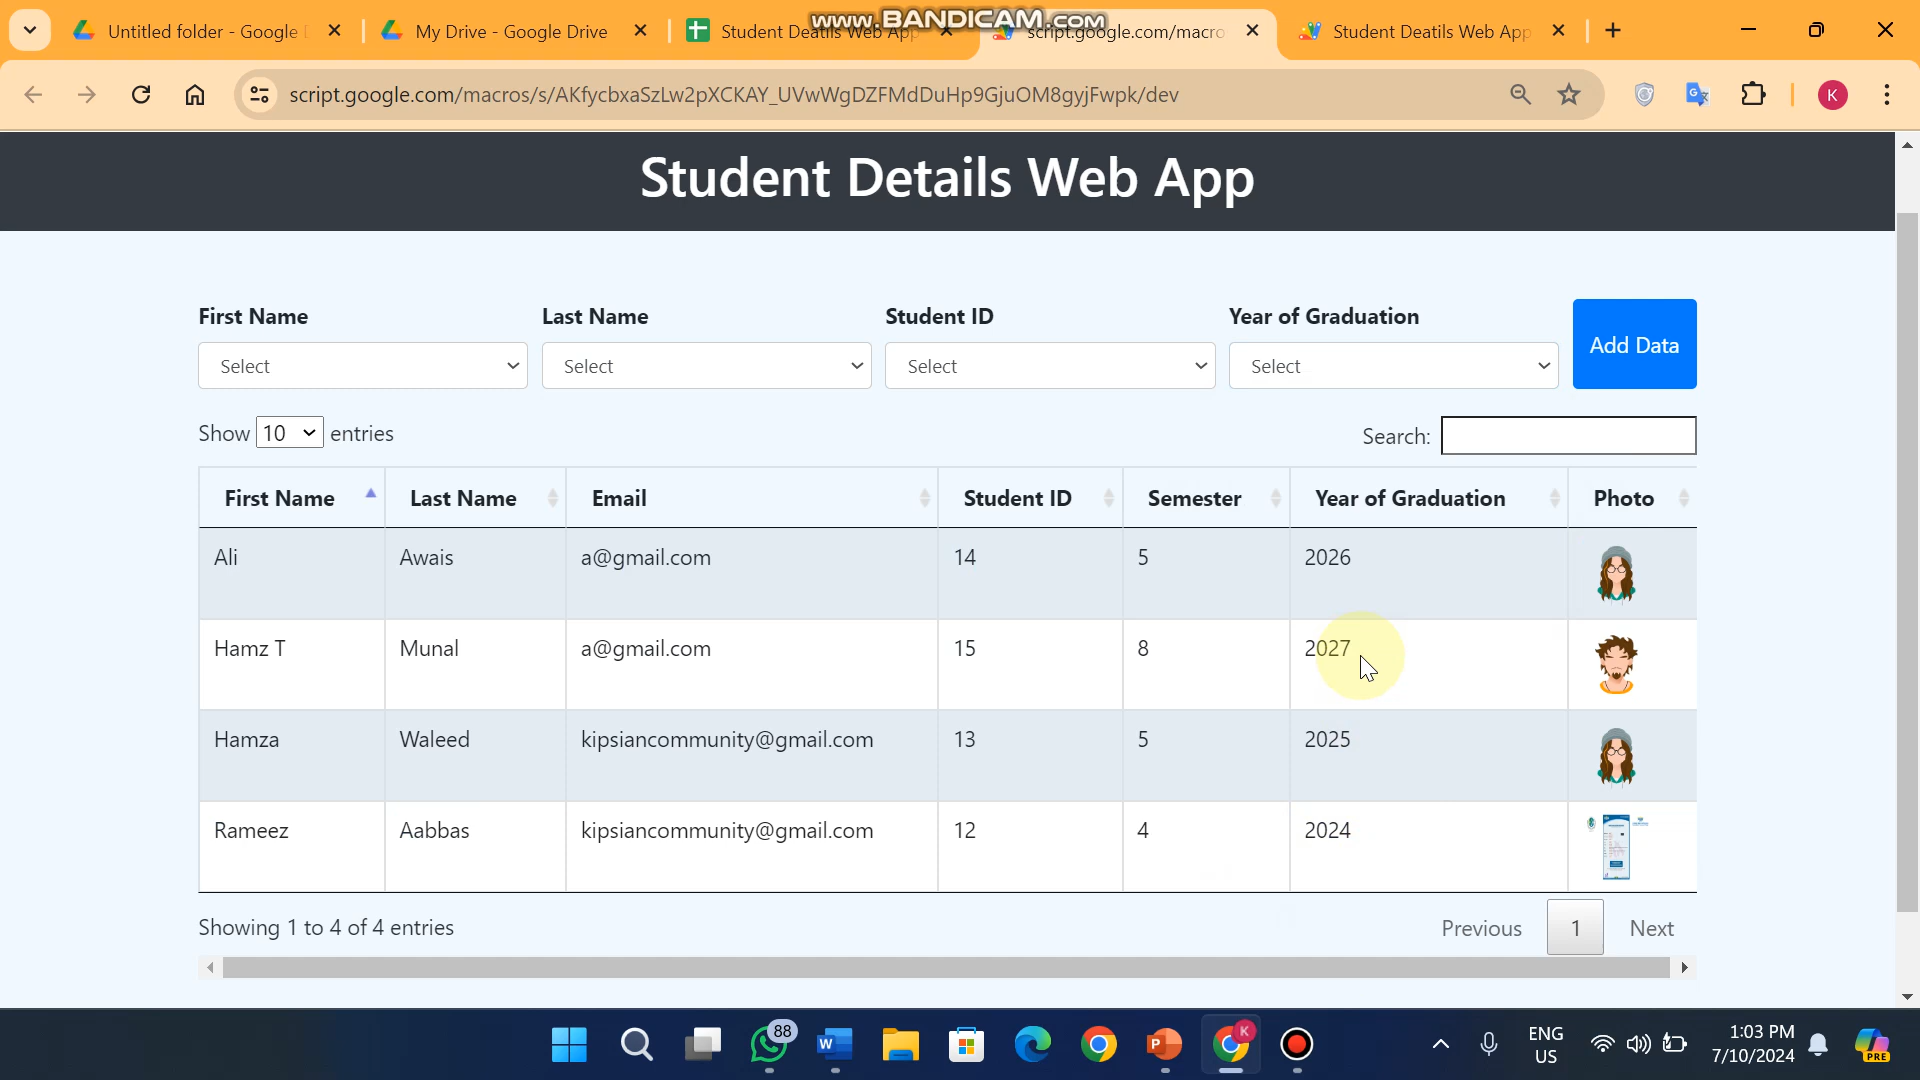 Untitled folder - Google
My Drive - Google Drive
Student Deatils Web App
script.google.com/macro
Student Deatils Web App
www.BANDICAM.com
script.google.com/macros/s/AKfycbxaSzLw2pXCKAY_UVwWgDZFMdDuHp9GjuOM8gyjFwpk/dev
K
Student Details Web App
First Name
Last Name
Student ID
Year of Graduation
Add Data
Select
Select
Select
Select
Show 10 entries
Search:
First Name
Last Name
Email
Student ID
Semester
Year of Graduation
Photo
Ali
Awais
a@gmail.com
14
5
2026
Hamz T
Munal
a@gmail.com
15
8
2027
Hamza
Waleed
kipsiancommunity@gmail.com
13
5
2025
Rameez
Aabbas
kipsiancommunity@gmail.com
12
4
2024
Showing 1 to 4 of 4 entries
Previous
1
Next
88
W
P
K
ENG
US
1:03 PM
7/10/2024
PRE